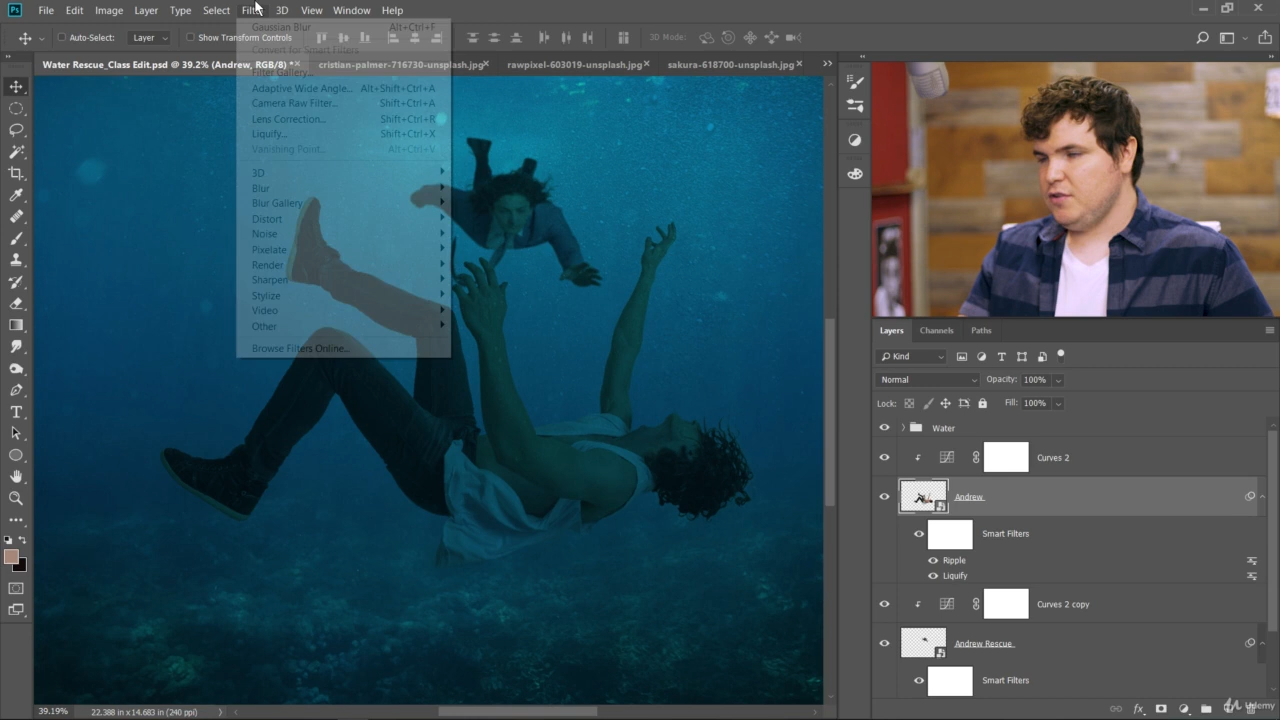 Ps File Edit Image Layer Type Select Filter 3D View Window Help
Auto-Select: Layer Show Transform Controls 3D Mode:
Water Rescue_Class Edit.psd @ 39.2% (Andrew, RGB/8) * cristian-palmer-716730-unsplash.jpg rawpixel-603019-unsplash.jpg sakura-618700-unsplash.jpg
Gaussian Blur Alt+Ctrl+F
Convert for Smart Filters
Filter Gallery...
Adaptive Wide Angle... Alt+Shift+Ctrl+A
Camera Raw Filter... Shift+Ctrl+A
Lens Correction... Shift+Ctrl+R
Liquify... Shift+Ctrl+X
Vanishing Point... Alt+Ctrl+V
3D
Blur
Blur Gallery
Distort
Noise
Pixelate
Render
Sharpen
Stylize
Video
Other
Browse Filters Online...
Layers Channels Paths
Kind
Normal Opacity: 100%
Lock: Fill: 100%
Water
Curves 2
Andrew
Smart Filters
Ripple
Liquify
Curves 2 copy
Andrew Rescue
Smart Filters
39.19% 22.388 in x 14.683 in (240 ppi)
Udemy